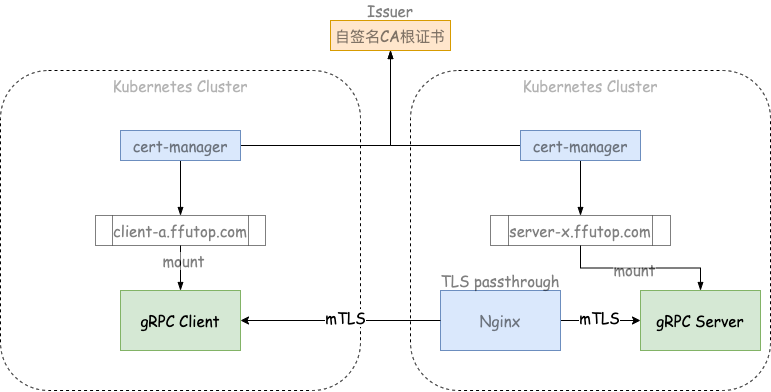 Issuer
自签名CA根证书
Kubernetes Cluster
Kubernetes Cluster
cert-manager
cert-manager
client-a.ffutop.com
server-x.ffutop.com
mount
mount
TLS passthrough
gRPC Client
mTLS
Nginx
mTLS
gRPC Server